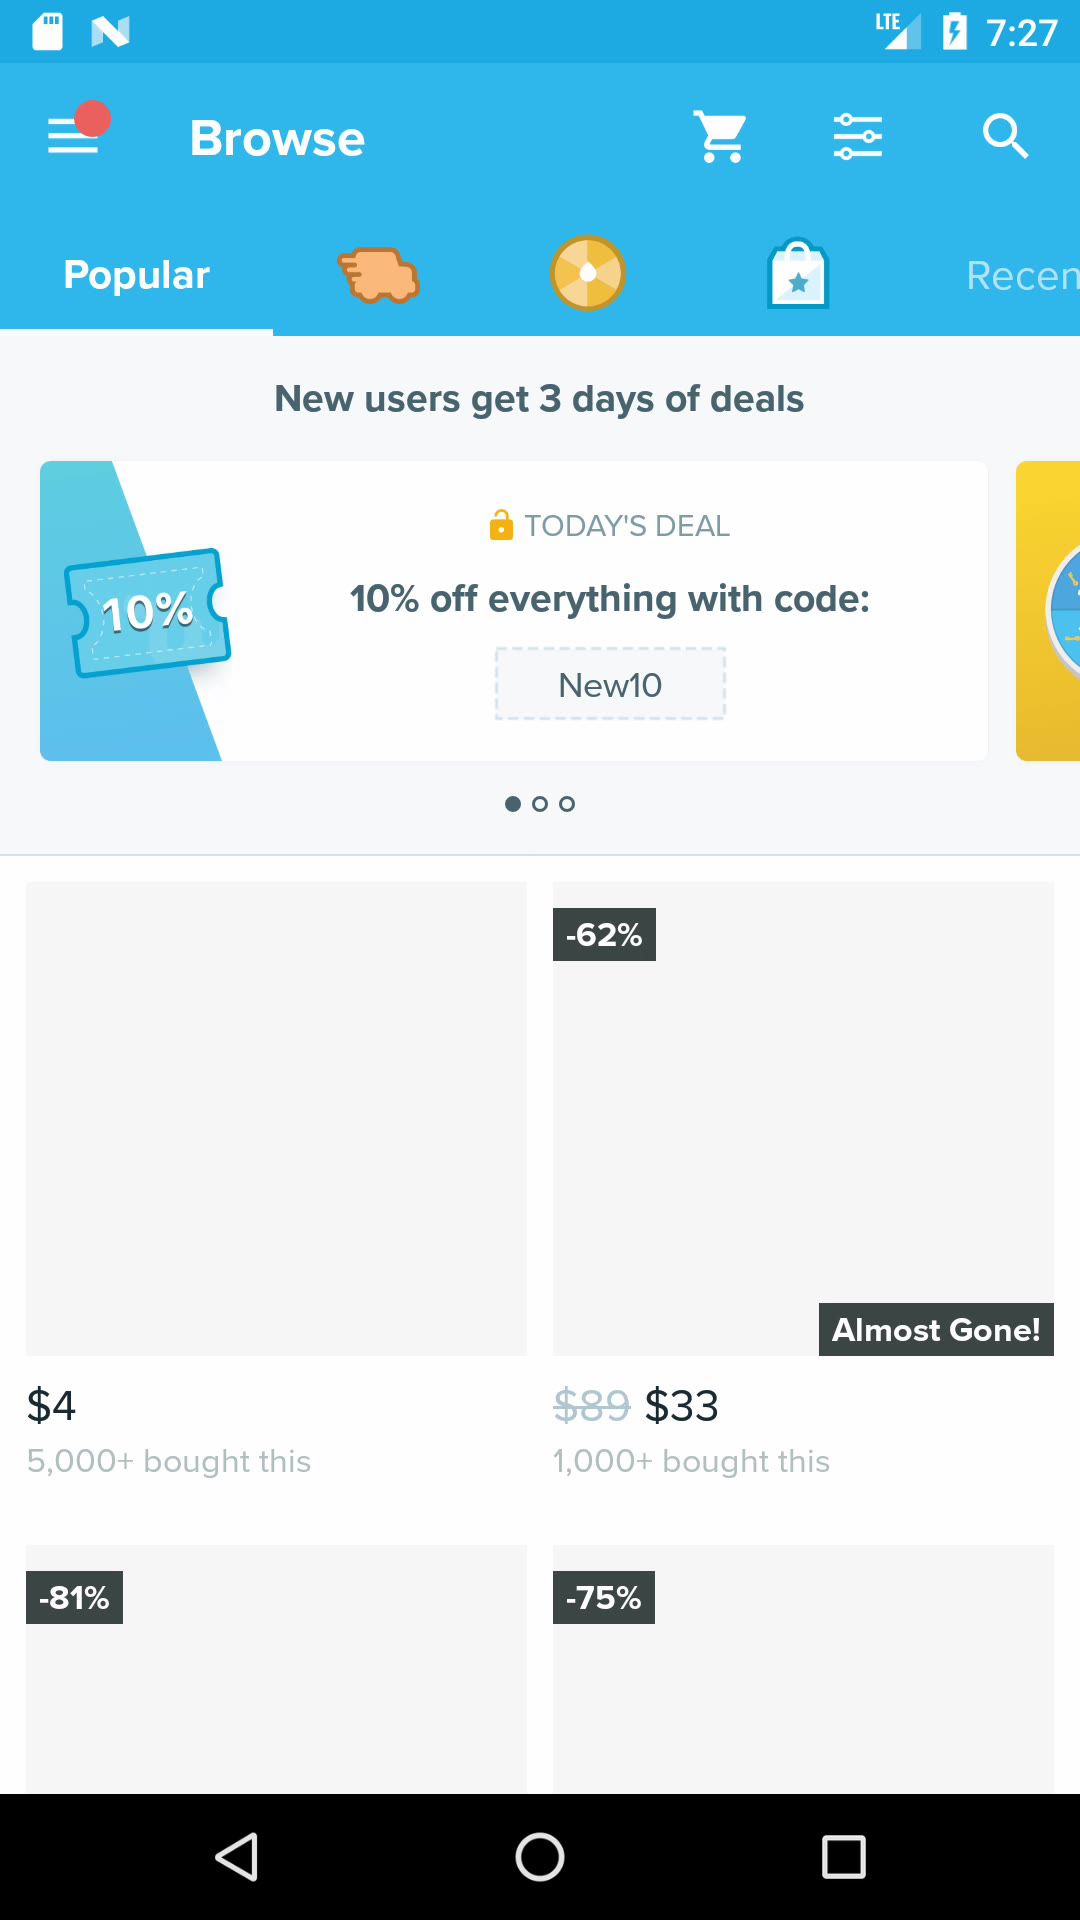 LTE 7:27
Browse
Popular
Recen
New users get 3 days of deals
TODAY'S DEAL
10%
10% off everything with code:
New10
-62%
Almost Gone!
$4
$89 $33
5,000+ bought this
1,000+ bought this
-81%
-75%